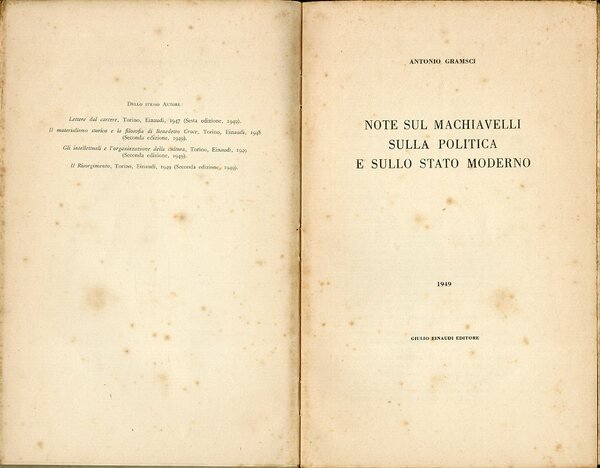 Dello stesso Autore:
Lettere dal carcere, Torino, Einaudi, 1947 (Sesta edizione, 1949).
Il materialismo storico e la filosofia di Benedetto Croce, Torino, Einaudi, 1948
(Seconda edizione, 1949).
Gli intellettuali e l'organizzazione della cultura, Torino, Einaudi, 1949
(Seconda edizione, 1949).
Il Risorgimento, Torino, Einaudi, 1949 (Seconda edizione, 1949).
ANTONIO GRAMSCI
NOTE SUL MACHIAVELLI
SULLA POLITICA
E SULLO STATO MODERNO
1949
GIULIO EINAUDI EDITORE